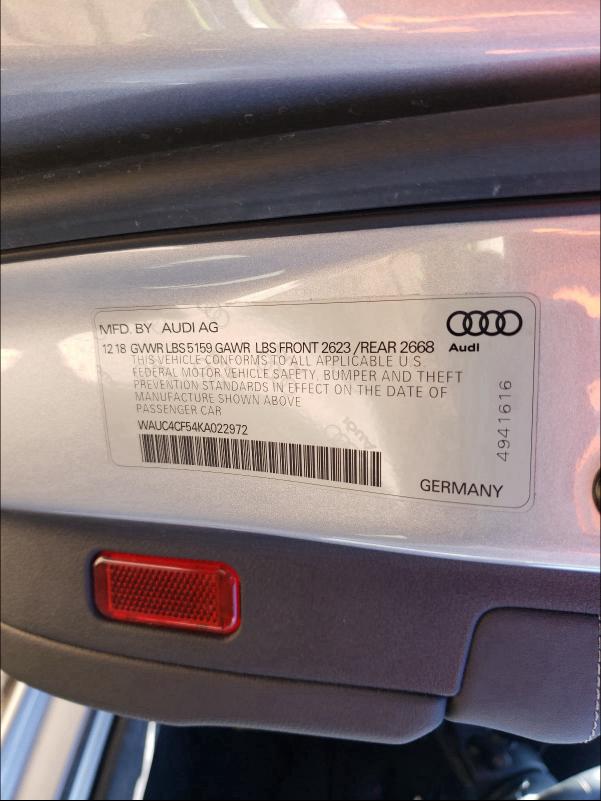 MFD. BY AUDI AG
Audi
12 18 GVWR LBS 5159 GAWR LBS FRONT 2623 /REAR 2668
THIS VEHICLE CONFORMS TO ALL APPLICABLE U.S.
FEDERAL MOTOR VEHICLE SAFETY, BUMPER AND THEFT
PREVENTION STANDARDS IN EFFECT ON THE DATE OF
MANUFACTURE SHOWN ABOVE
PASSENGER CAR
WAUC4CF54KA022972
4941616
GERMANY
Audi